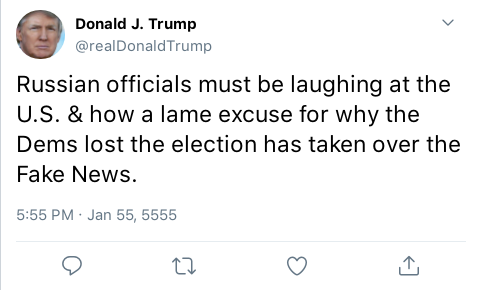 Donald J. Trump
@realDonaldTrump
Russian officials must be laughing at the
U.S. & how a lame excuse for why the
Dems lost the election has taken over the
Fake News.
5:55 PM · Jan 55, 5555